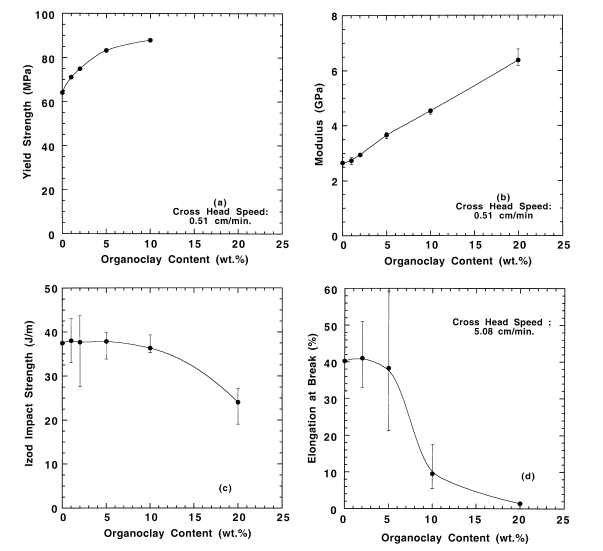 100
80
60
40
20
0
Yield Strength (MPa)
(a)
Cross Head Speed:
0.51 cm/min.
0 5 10 15 20 25
Organoclay Content (wt.%)
8
6
4
2
0
Modulus (GPa)
(b)
Cross Head Speed:
0.51 cm/min
0 5 10 15 20 25
Organoclay Content (wt.%)
50
40
30
20
10
0
Izod Impact Strength (J/m)
(c)
0 5 10 15 20 25
Organoclay Content (wt.%)
60
50
40
30
20
10
0
Elongation at Break (%)
Cross Head Speed :
5.08 cm/min.
(d)
0 5 10 15 20 25
Organoclay Content (wt.%)